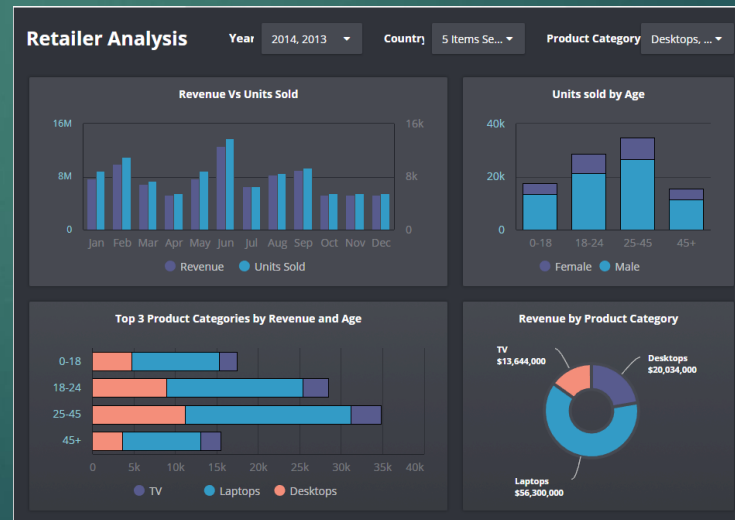 Retailer Analysis
Year 2014, 2013 Country 5 Items Se... Product Category Desktops, ...
Revenue Vs Units Sold
16M 16k
8M 8k
0 0
Jan Feb Mar Apr May Jun Jul Aug Sep Oct Nov Dec
Revenue Units Sold
Units sold by Age
40k
20k
0
0-18 18-24 25-45 45+
Female Male
Top 3 Product Categories by Revenue and Age
0-18
18-24
25-45
45+
0 5k 10k 15k 20k 25k 30k 35k 40k
TV Laptops Desktops
Revenue by Product Category
TV
$13,644,000
Desktops
$20,034,000
Laptops
$56,300,000